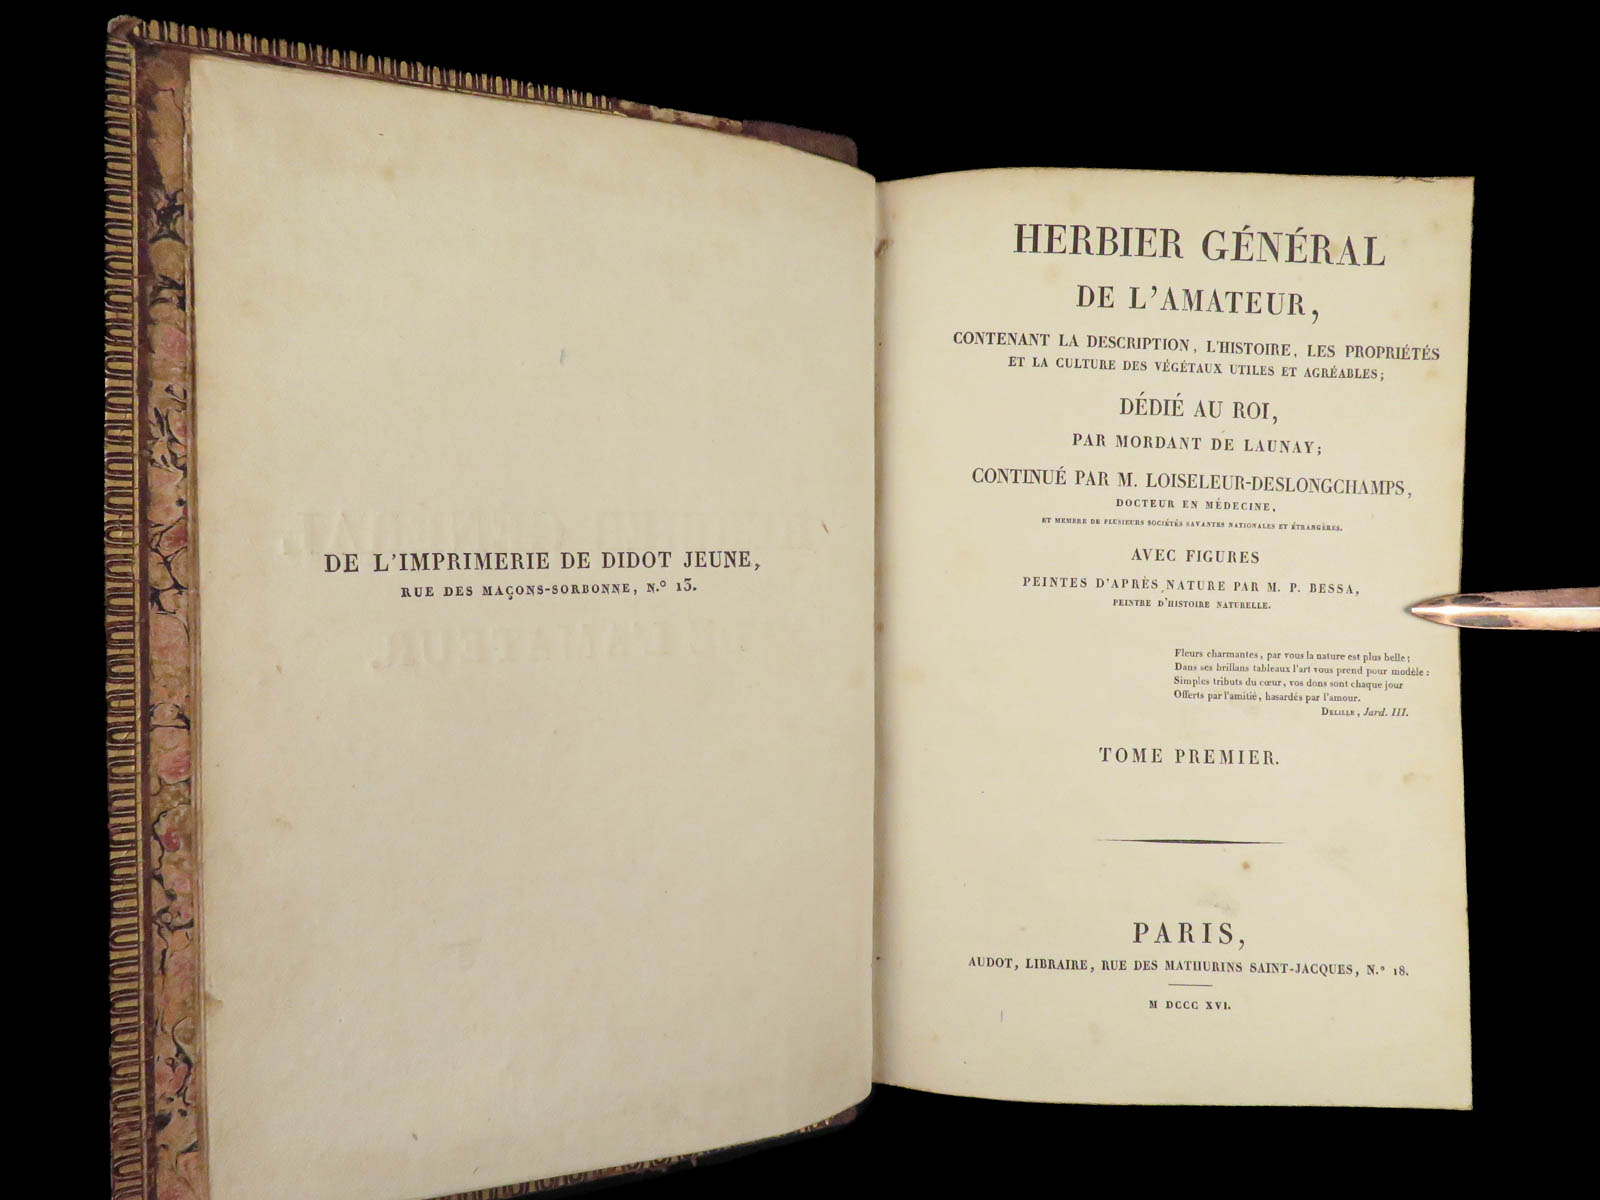 DE L'IMPRIMERIE DE DIDOT JEUNE,
RUE DES MAÇONS-SORBONNE, N.° 13.
HERBIER GÉNÉRAL
DE L'AMATEUR,
CONTENANT LA DESCRIPTION, L'HISTOIRE, LES PROPRIÉTÉS
ET LA CULTURE DES VÉGÉTAUX UTILES ET AGRÉABLES;
DÉDIÉ AU ROI,
PAR MORDANT DE LAUNAY;
CONTINUÉ PAR M. LOISELEUR-DESLONGCHAMPS,
DOCTEUR EN MÉDECINE,
ET MEMBRE DE PLUSIEURS SOCIÉTÉS SAVANTES NATIONALES ET ÉTRANGÈRES.
AVEC FIGURES
PEINTES D'APRÈS NATURE PAR M. P. BESSA,
PEINTRE D'HISTOIRE NATURELLE.
Fleurs charmantes, par vous la nature est plus belle;
Dans ses brillans tableaux l'art vous prend pour modèle:
Simples tributs du cœur, vos dons sont chaque jour
Offerts par l'amitié, hasardés par l'amour.
DELILLE, Jard. III.
TOME PREMIER.
PARIS,
AUDOT, LIBRAIRE, RUE DES MATHURINS SAINT-JACQUES, N.° 18.
M DCCC XVI.